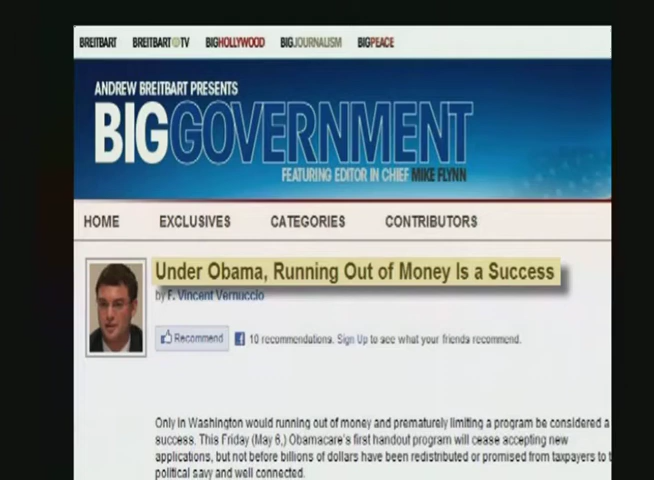 BREITBART BREITBART TV BIGHOLLYWOOD BIGJOURNALISM BIGPEACE
ANDREW BREITBART PRESENTS
BIGGOVERNMENT
FEATURING EDITOR IN CHIEF MIKE FLYNN
HOME EXCLUSIVES CATEGORIES CONTRIBUTORS
Under Obama, Running Out of Money Is a Success
by F. Vincent Vernuccio
Recommend 10 recommendations. Sign Up to see what your friends recommend.
Only in Washington would running out of money and prematurely limiting a program be considered a
success. This Friday (May 6,) Obamacare's first handout program will cease accepting new
applications, but not before billions of dollars have been redistributed or promised from taxpayers to t
political savy and well connected.